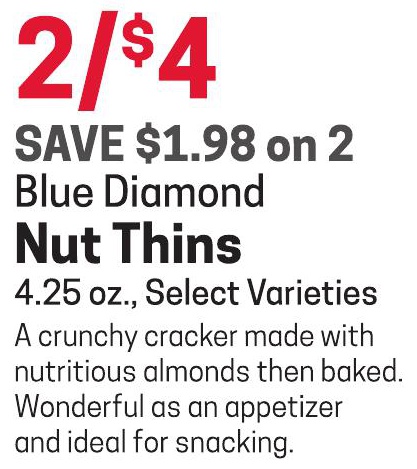 2/$4
SAVE $1.98 on 2
Blue Diamond
Nut Thins
4.25 oz., Select Varieties
A crunchy cracker made with
nutritious almonds then baked.
Wonderful as an appetizer
and ideal for snacking.